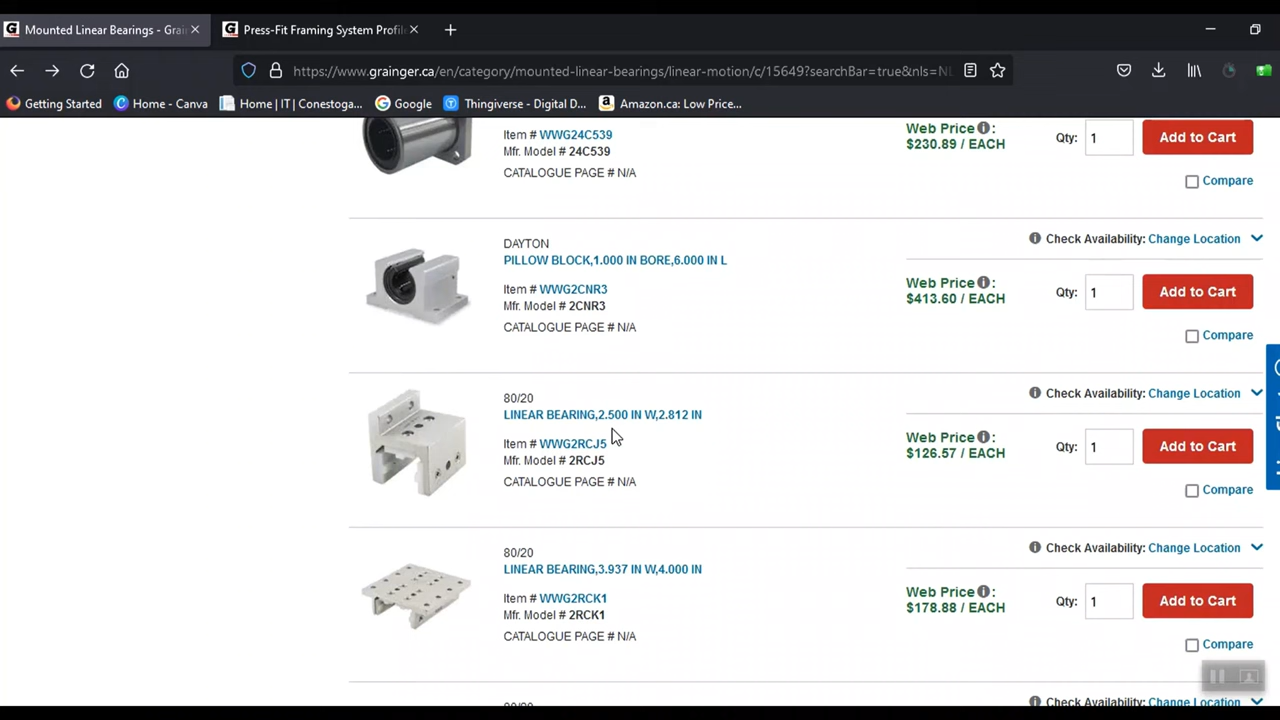 Mounted Linear Bearings - Grai
Press-Fit Framing System Profil
https://www.grainger.ca/en/category/mounted-linear-bearings/linear-motion/c/15649?searchBar=true&nls=N
Getting Started
Home - Canva
Home | IT | Conestoga...
Google
Thingiverse - Digital D...
Amazon.ca: Low Price...
Item # WWG24C539
Mfr. Model # 24C539
CATALOGUE PAGE # N/A
Web Price :
$230.89 / EACH
Qty: 1
Add to Cart
Compare
DAYTON
PILLOW BLOCK,1.000 IN BORE,6.000 IN L
Item # WWG2CNR3
Mfr. Model # 2CNR3
CATALOGUE PAGE # N/A
Check Availability: Change Location
Web Price :
$413.60 / EACH
Qty: 1
Add to Cart
Compare
80/20
LINEAR BEARING,2.500 IN W,2.812 IN
Item # WWG2RCJ5
Mfr. Model # 2RCJ5
CATALOGUE PAGE # N/A
Check Availability: Change Location
Web Price :
$126.57 / EACH
Qty: 1
Add to Cart
Compare
80/20
LINEAR BEARING,3.937 IN W,4.000 IN
Item # WWG2RCK1
Mfr. Model # 2RCK1
CATALOGUE PAGE # N/A
Check Availability: Change Location
Web Price :
$178.88 / EACH
Qty: 1
Add to Cart
Compare
Check Availability: Change Location